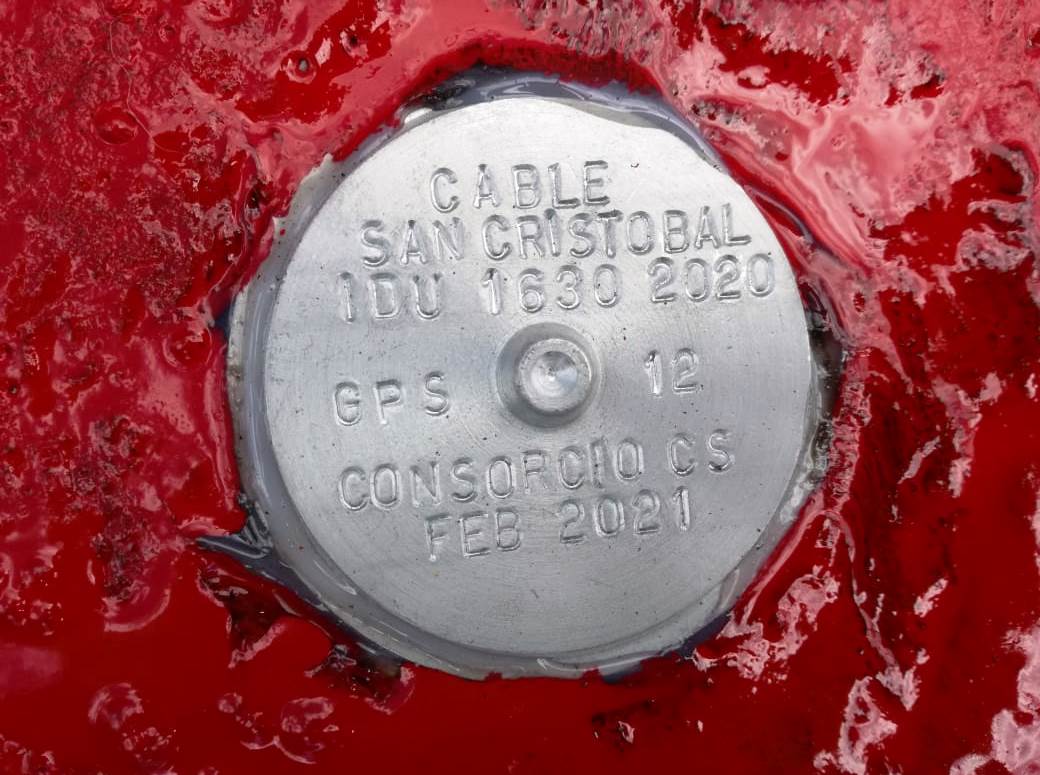 CABLE
SAN CRISTOBAL
IDU 1630 2020
GPS 12
CONSORCIO CS
FEB 2021